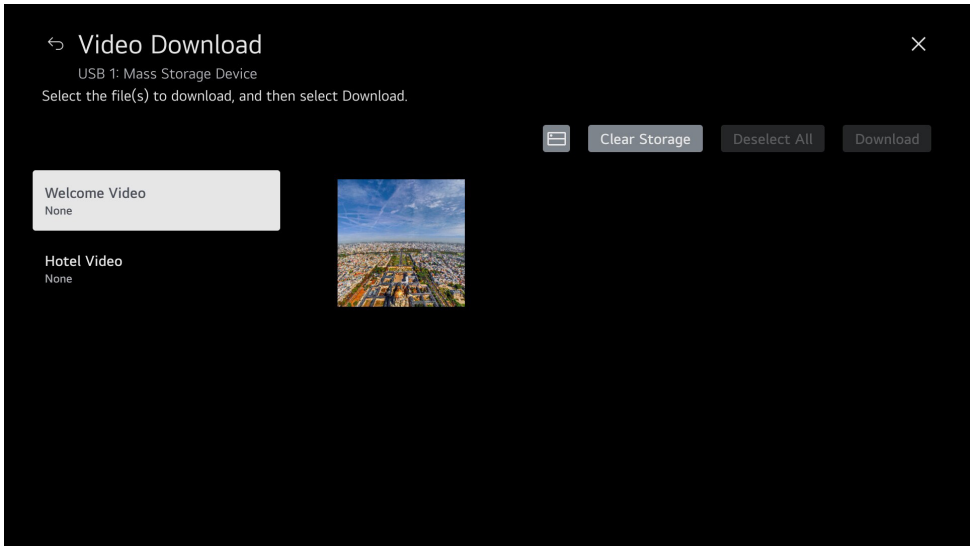 Video Download
USB 1: Mass Storage Device
Select the file(s) to download, and then select Download.
Clear Storage
Deselect All
Download
Welcome Video
None
Hotel Video
None